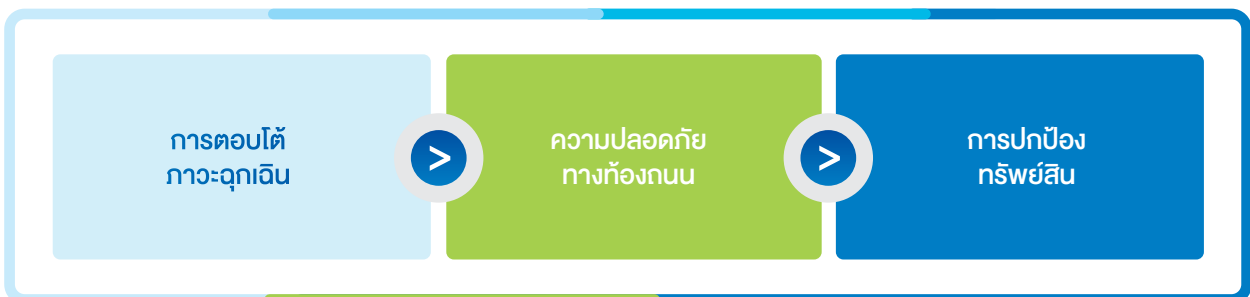 การตอบโต้
ภาวะฉุกเฉิน
>
ความปลอดภัย
ทางท้องถนน
>
การปกป้อง
ทรัพย์สิน